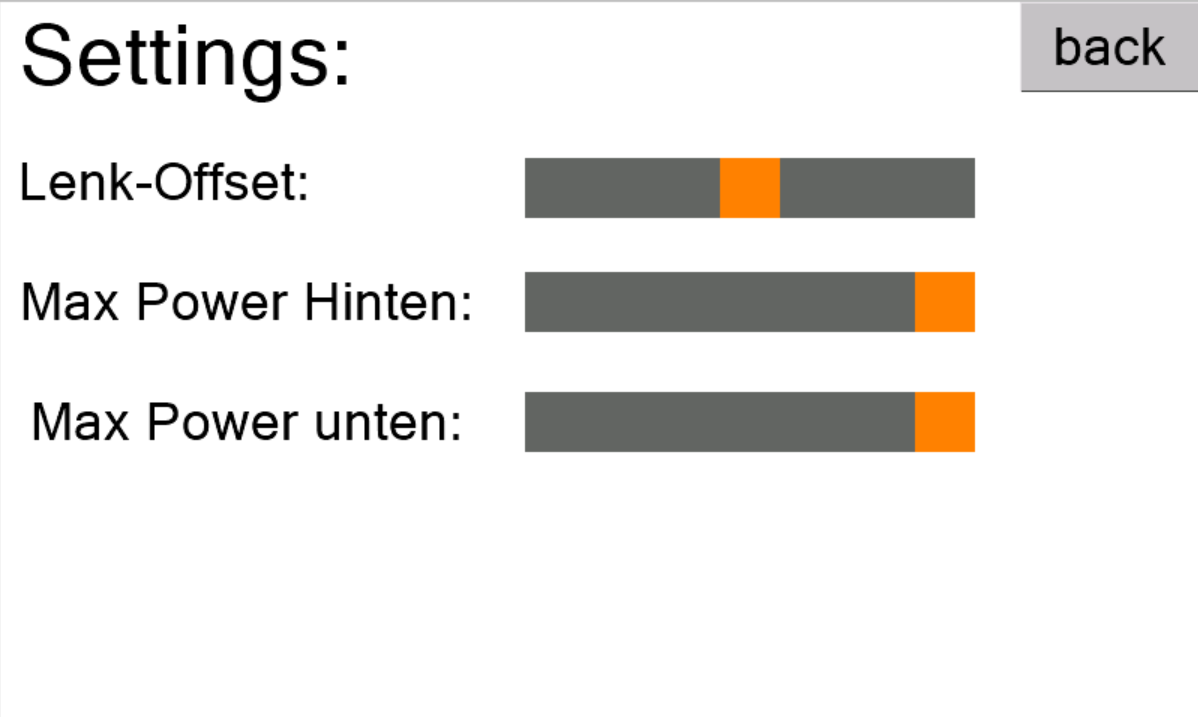 Settings:
back
Lenk-Offset:
Max Power Hinten:
Max Power unten: